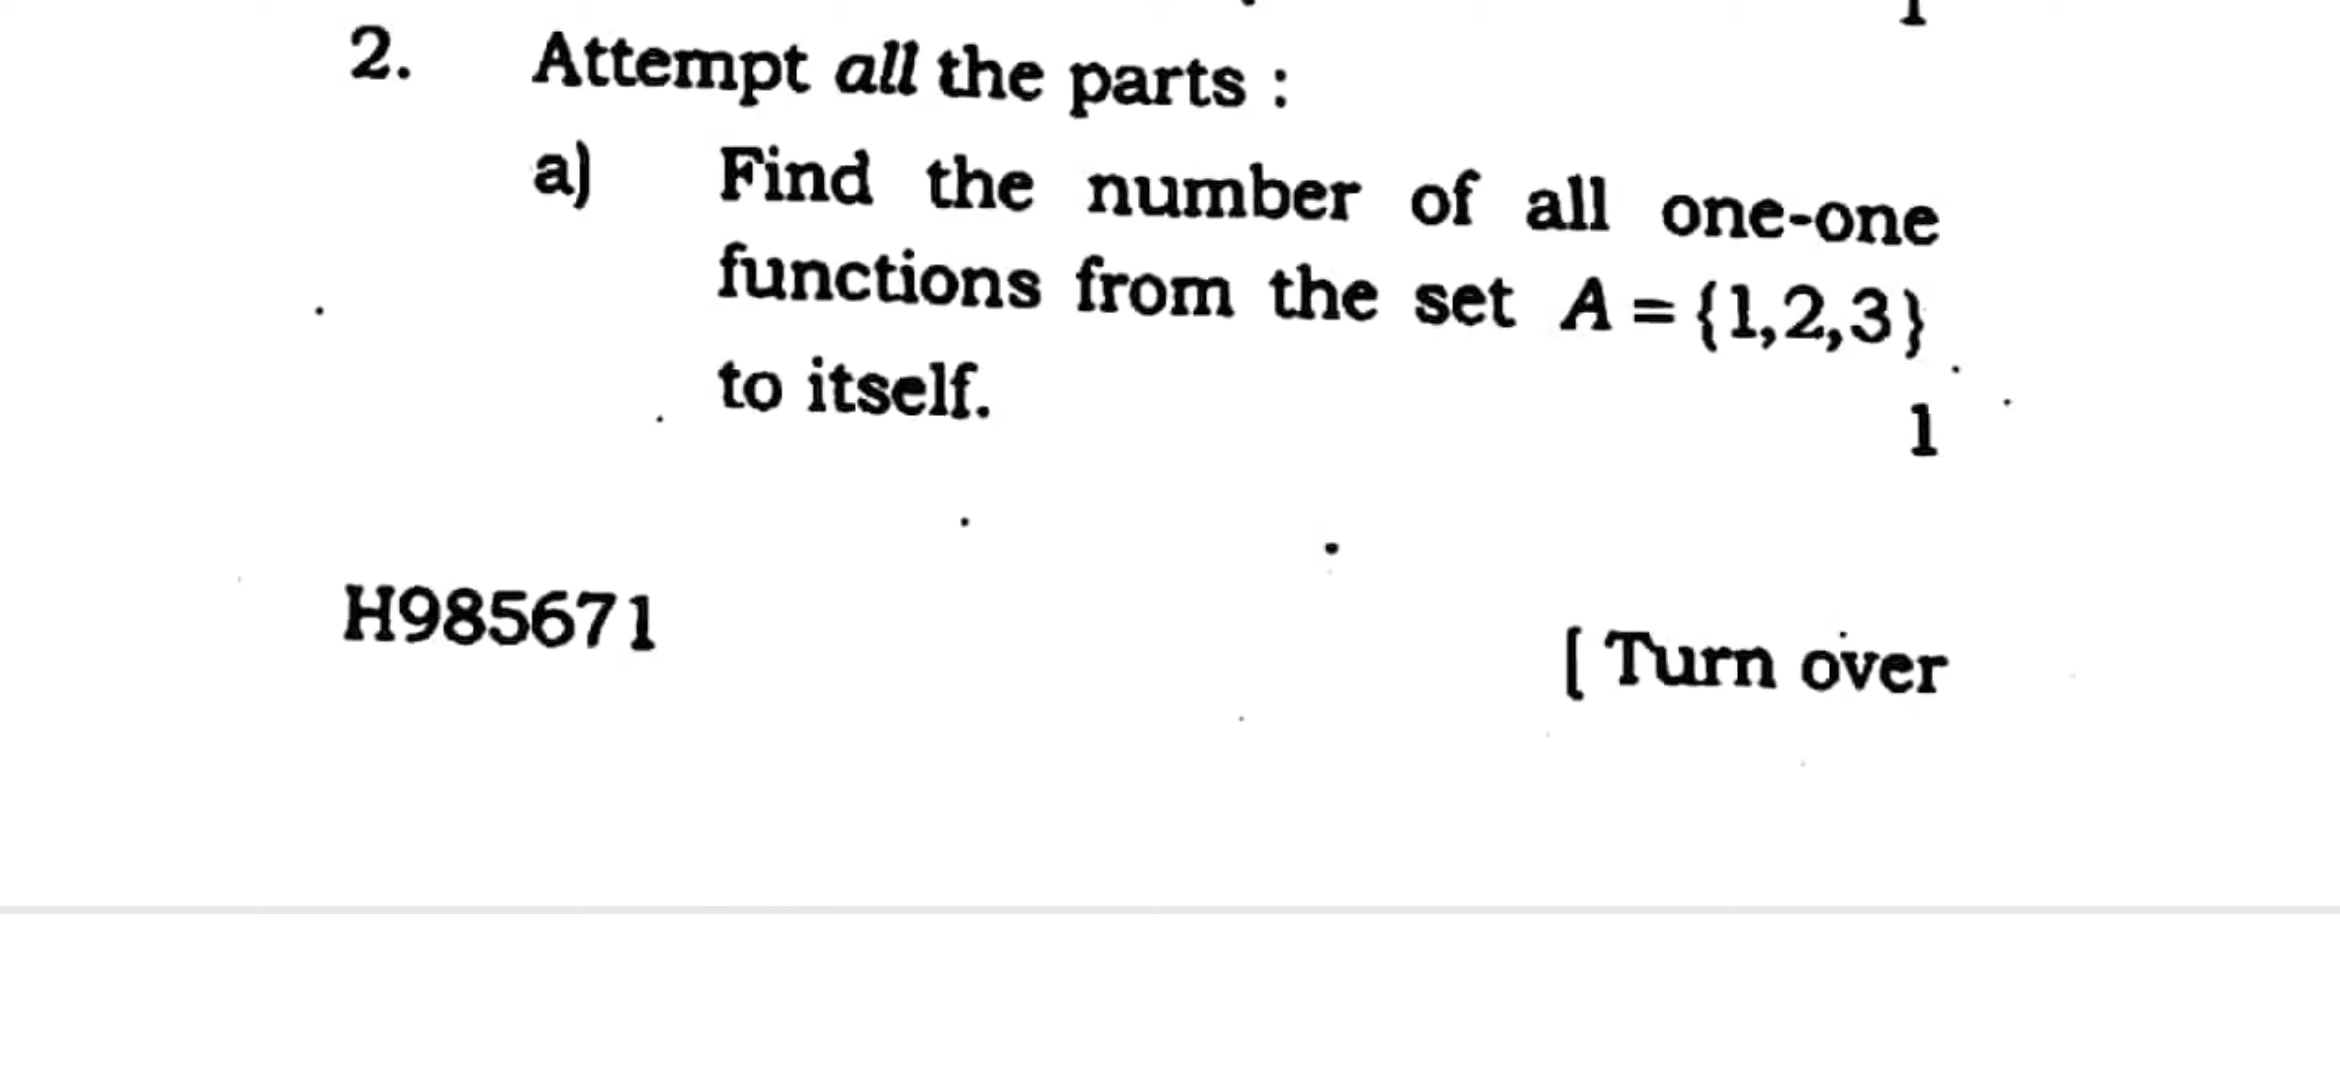 2. Attempt all the parts :
a) Find the number of all one-one
functions from the set A = {1,2,3}
to itself.
1
H985671
[ Turn over